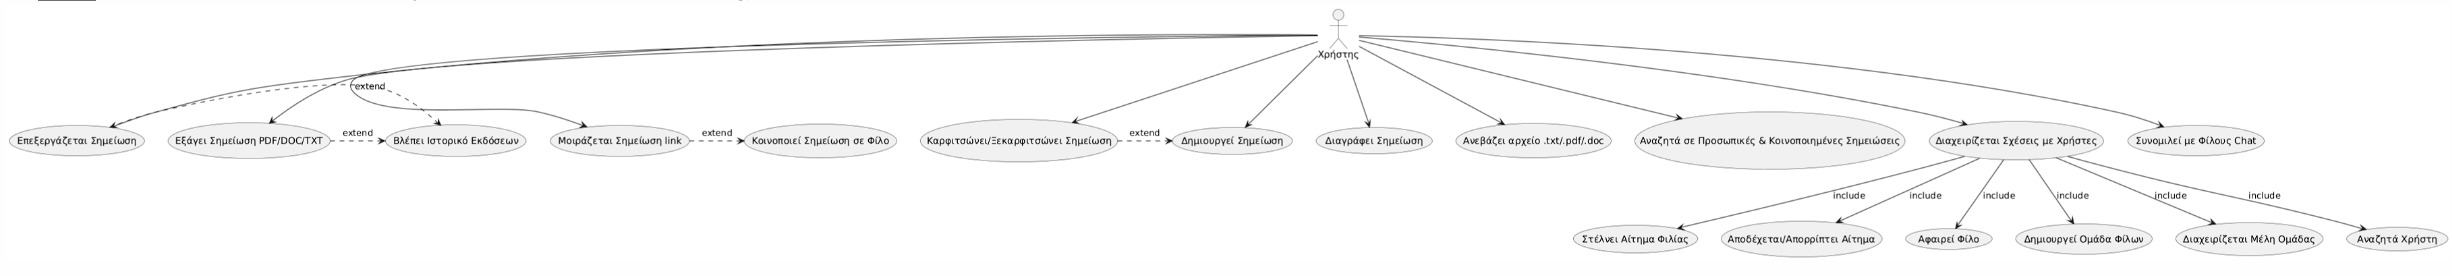 Χρήστης
extend
Επεξεργάζεται Σημείωση
Εξάγει Σημείωση PDF/DOC/TXT
extend
Βλέπει Ιστορικό Εκδόσεων
Μοιράζεται Σημείωση link
extend
Κοινοποιεί Σημείωση σε Φίλο
Καρφιτσώνει/Ξεκαρφιτσώνει Σημείωση
extend
Δημιουργεί Σημείωση
Διαγράφει Σημείωση
Ανεβάζει αρχείο .txt/.pdf/.doc
Αναζητά σε Προσωπικές & Κοινοποιημένες Σημειώσεις
Διαχειρίζεται Σχέσεις με Χρήστες
Συνομιλεί με Φίλους Chat
include
include
include
include
include
include
Στέλνει Αίτημα Φιλίας
Αποδέχεται/Απορρίπτει Αίτημα
Αφαιρεί Φίλο
Δημιουργεί Ομάδα Φίλων
Διαχειρίζεται Μέλη Ομάδας
Αναζητά Χρήστη